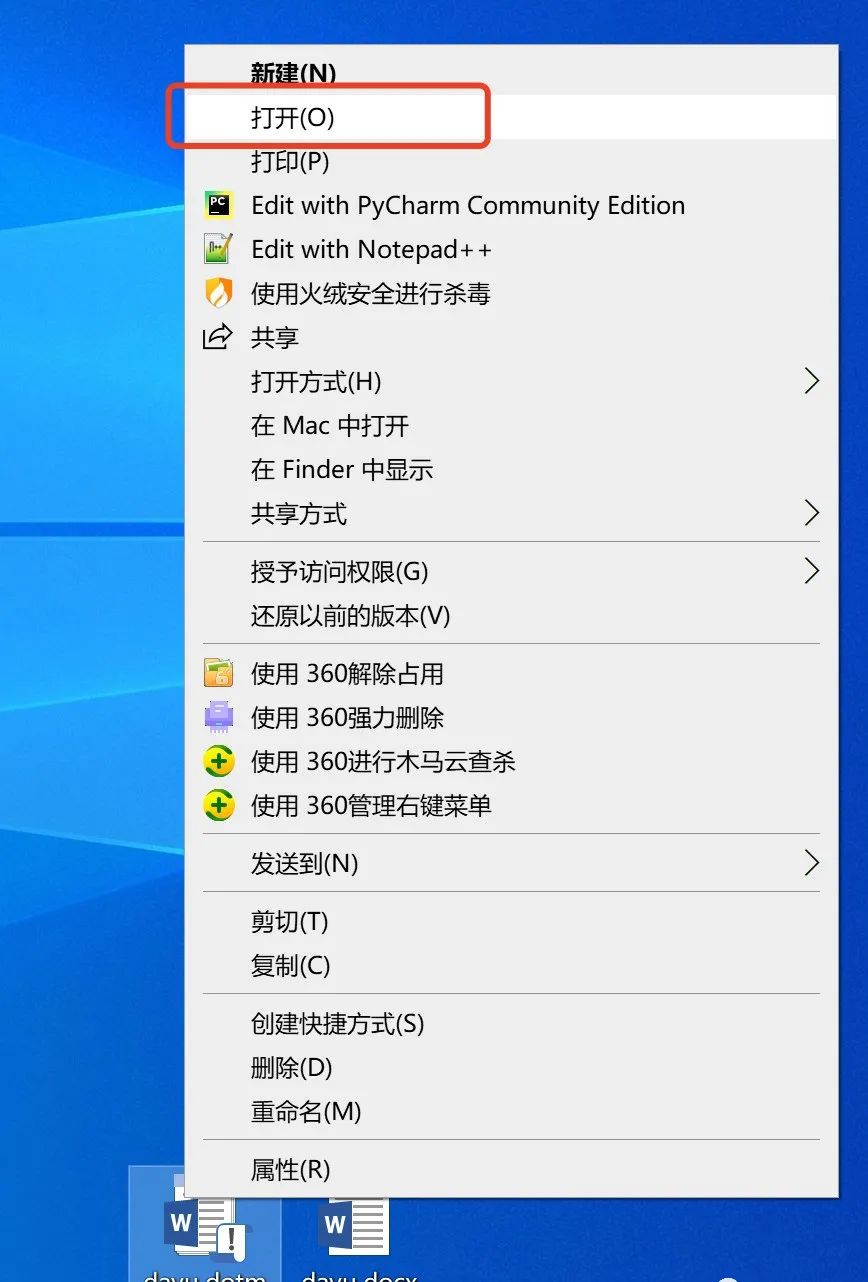 新建(N)
打开(O)
打印(P)
PC
Edit with PyCharm Community Edition
Edit with Notepad++
使用火绒安全进行杀毒
共享
打开方式(H)
在 Mac 中打开
在 Finder 中显示
共享方式
授予访问权限(G)
还原以前的版本(V)
使用 360解除占用
使用 360强力删除
使用 360进行木马云查杀
使用 360管理右键菜单
发送到(N)
剪切(T)
复制(C)
创建快捷方式(S)
删除(D)
重命名(M)
属性(R)
W
W
dayu.dotm
dayu.docx